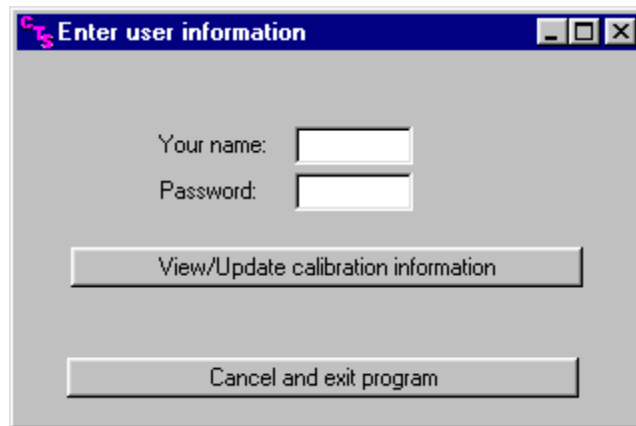 CTS Enter user information
Your name:
Password:
View/Update calibration information
Cancel and exit program